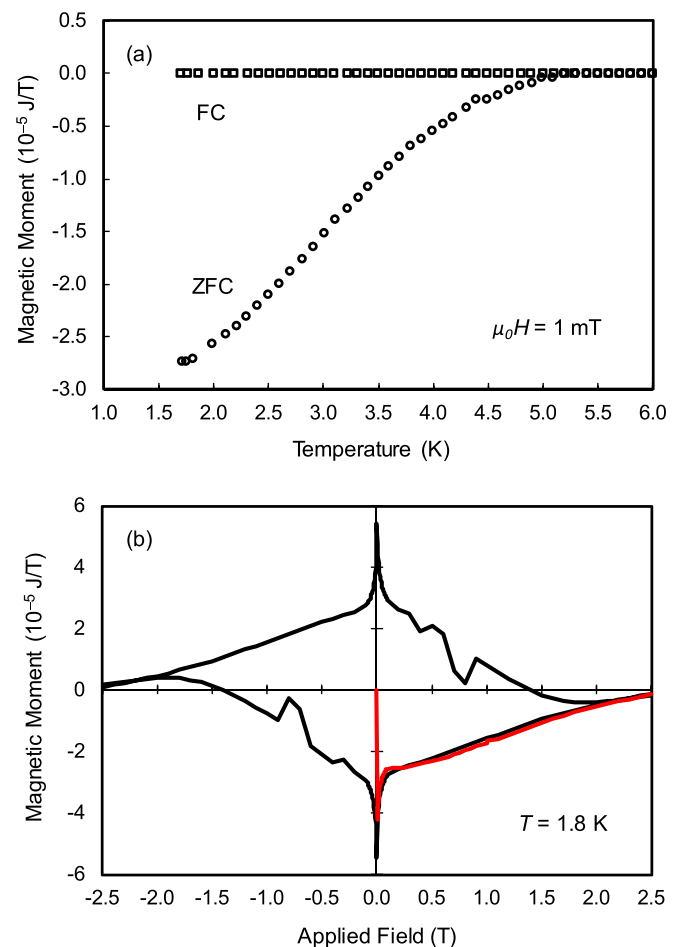 (a)
0.5
0.0
-0.5
-1.0
-1.5
-2.0
-2.5
-3.0
Magnetic Moment (10⁻⁵ J/T)
FC
ZFC
μ₀H = 1 mT
1.0 1.5 2.0 2.5 3.0 3.5 4.0 4.5 5.0 5.5 6.0
Temperature (K)
(b)
6
4
2
0
-2
-4
-6
Magnetic Moment (10⁻⁵ J/T)
T = 1.8 K
-2.5 -2.0 -1.5 -1.0 -0.5 0.0 0.5 1.0 1.5 2.0 2.5
Applied Field (T)